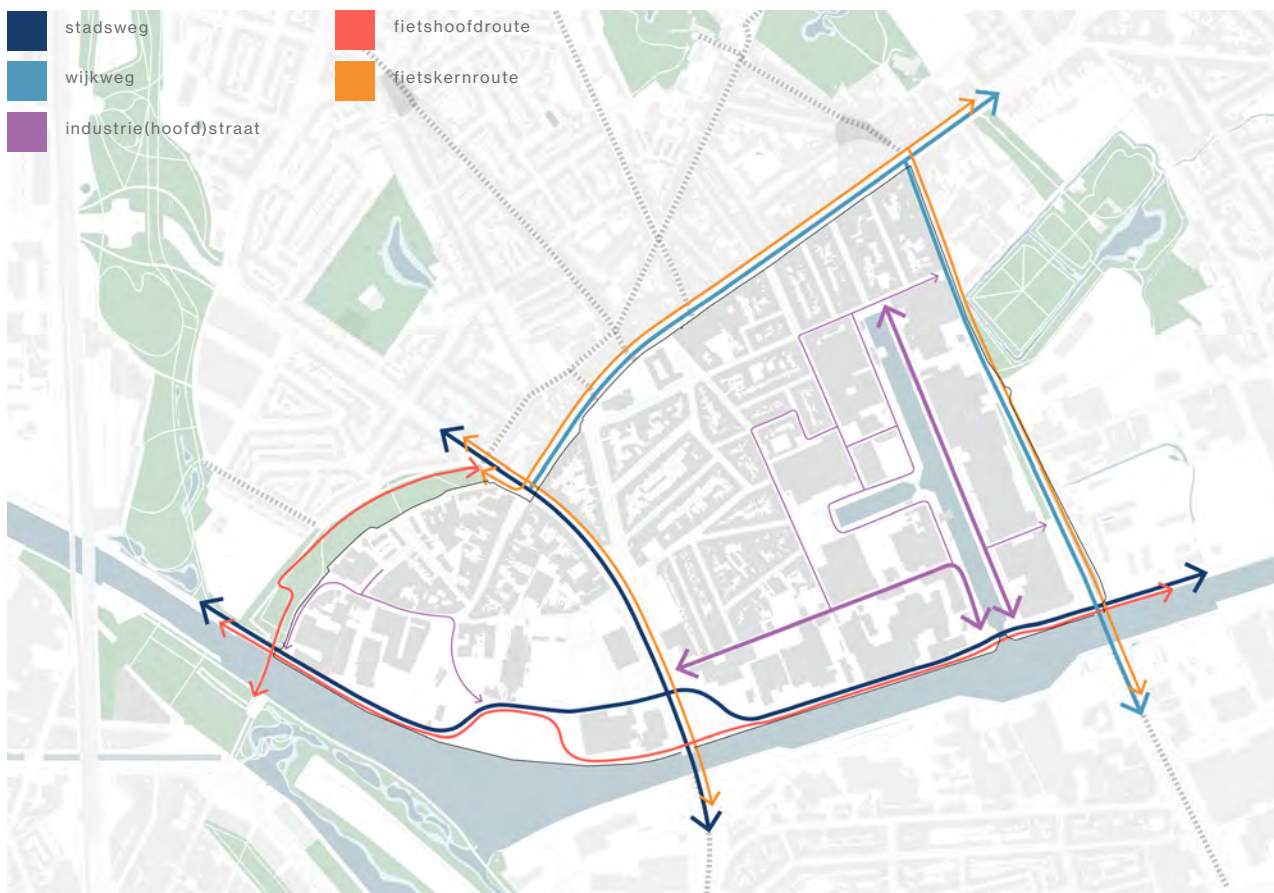 stadsweg
wijkweg
industrie(hoofd)straat
fietshoofdroute
fietskernroute